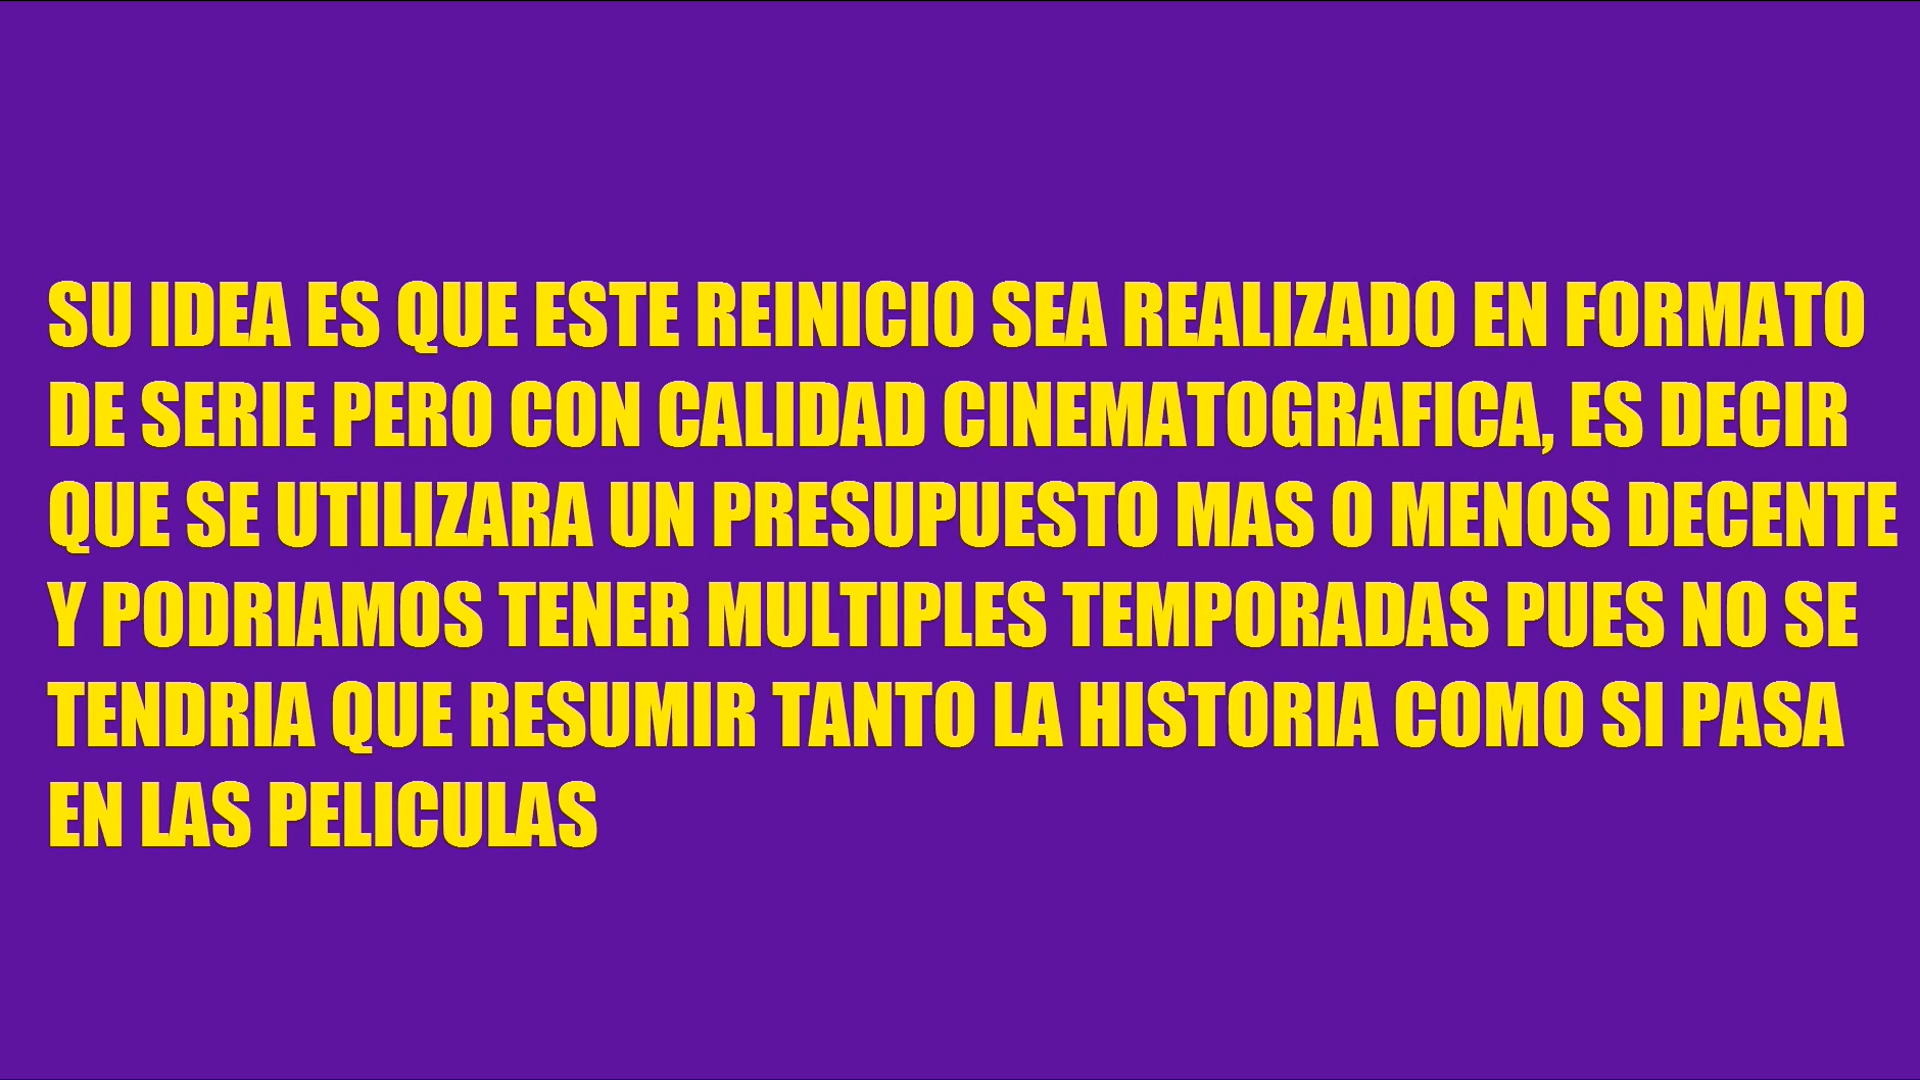 SU IDEA ES QUE ESTE REINICIO SEA REALIZADO EN FORMATO
DE SERIE PERO CON CALIDAD CINEMATOGRAFICA, ES DECIR
QUE SE UTILIZARA UN PRESUPUESTO MAS O MENOS DECENTE
Y PODRIAMOS TENER MULTIPLES TEMPORADAS PUES NO SE
TENDRIA QUE RESUMIR TANTO LA HISTORIA COMO SI PASA
EN LAS PELICULAS